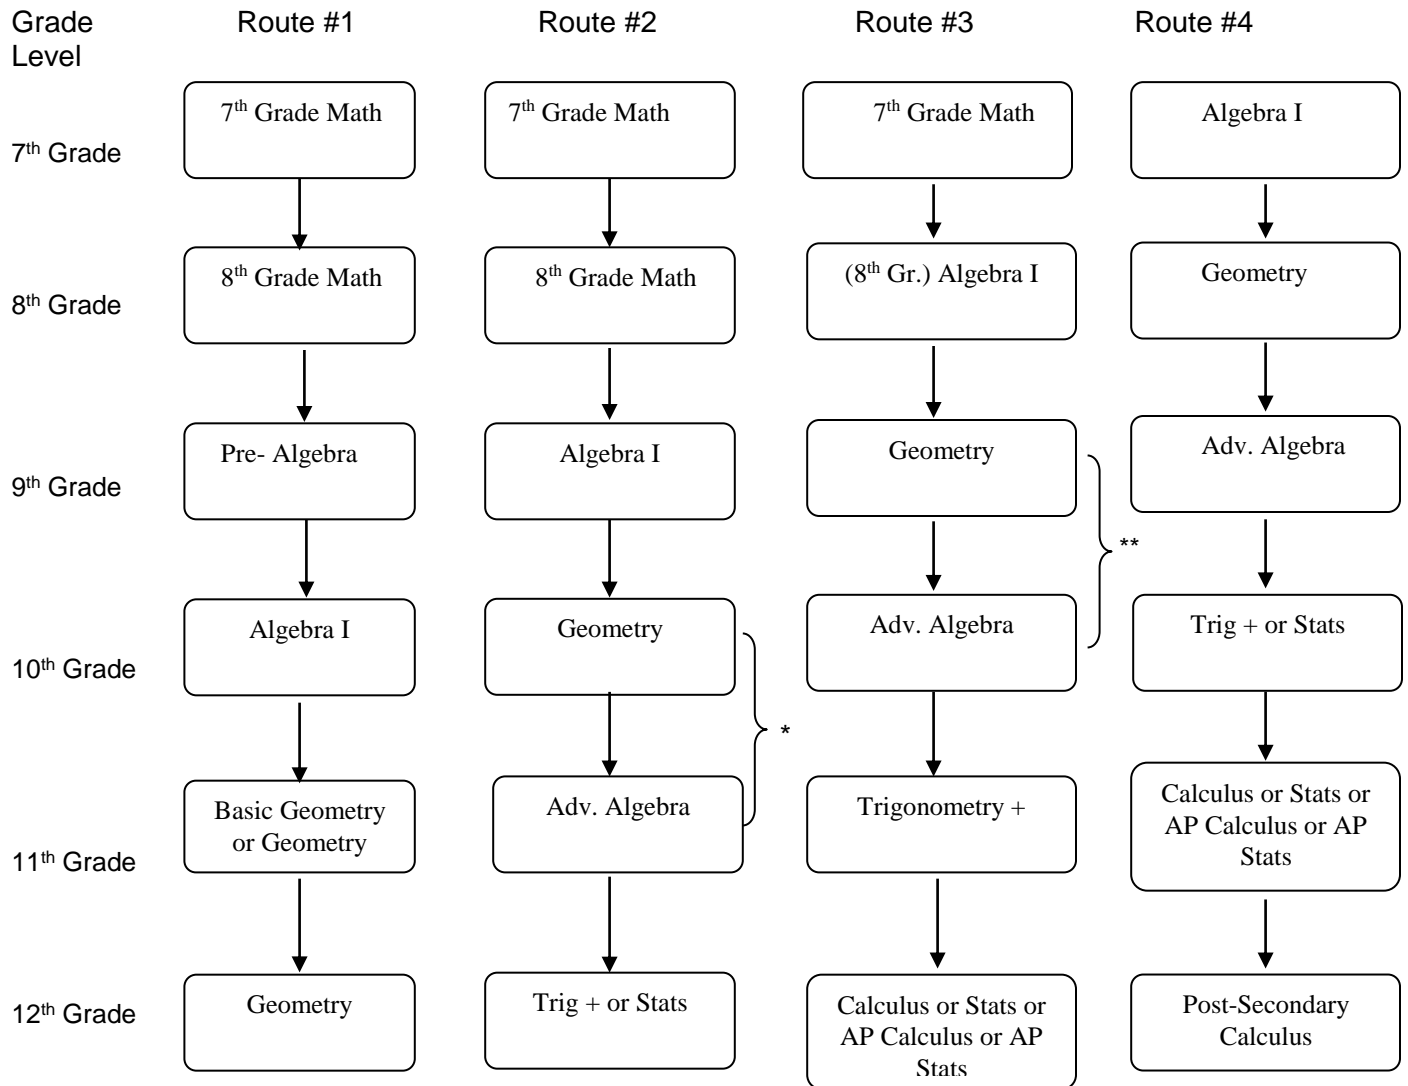 Grade Level Route #1 Route #2 Route #3 Route #4
7th Grade
7th Grade Math
7th Grade Math
7th Grade Math
Algebra I
8th Grade
8th Grade Math
8th Grade Math
(8th Gr.) Algebra I
Geometry
9th Grade
Pre- Algebra
Algebra I
Geometry
Adv. Algebra
**
10th Grade
Algebra I
Geometry
Adv. Algebra
Trig + or Stats
*
11th Grade
Basic Geometry
or Geometry
Adv. Algebra
Trigonometry +
Calculus or Stats or
AP Calculus or AP
Stats
12th Grade
Geometry
Trig + or Stats
Calculus or Stats or
AP Calculus or AP
Stats
Post-Secondary
Calculus